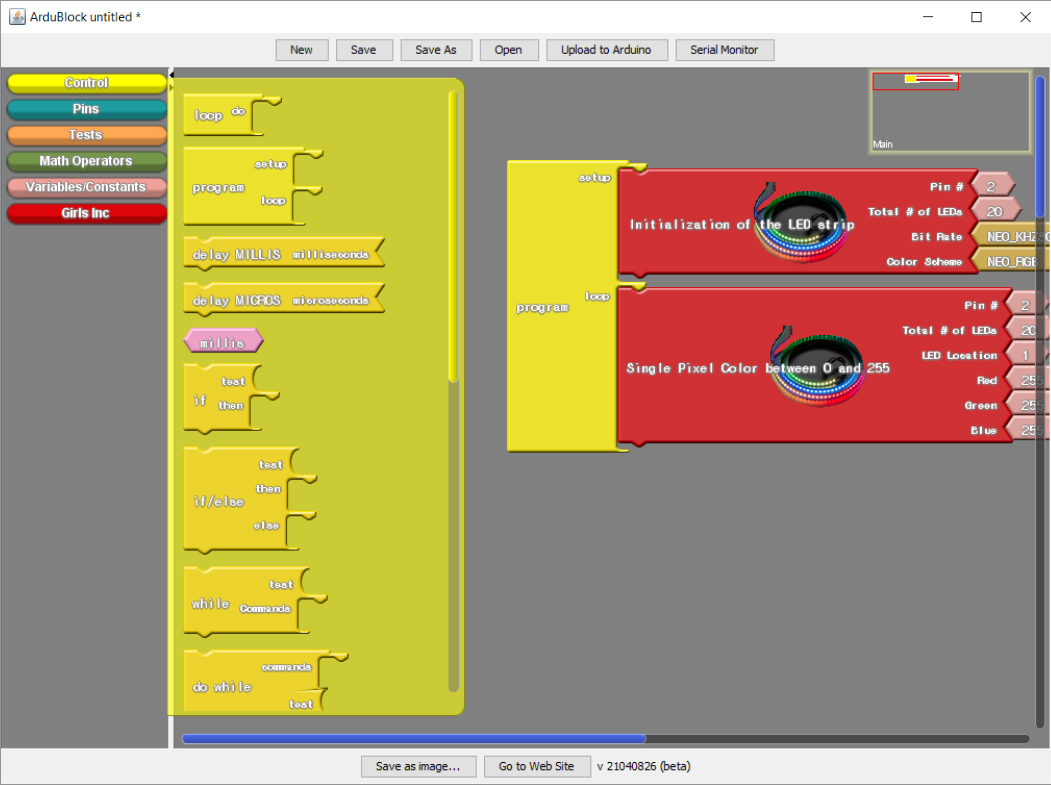 ArduBlock untitled *
New
Save
Save As
Open
Upload to Arduino
Serial Monitor
Control
Pins
Tests
Math Operators
Variables/Constants
Girls Inc
loop do
setup
program
loop
delay MILLIS milliseconds
delay MICROS microseconds
millis
test
if
then
test
then
if/else
else
test
while
Commands
commands
do while
test
Main
setup
Pin # 2
Total # of LEDs 20
Initialization of the LED strip
Bit Rate
Color Scheme NEO_RGB
loop
program
Pin # 2
Total # of LEDs 20
LED Location 1
Single Pixel Color between 0 and 255
Red 255
Green 255
Blue 255
Save as image...
Go to Web Site
v 21040826 (beta)